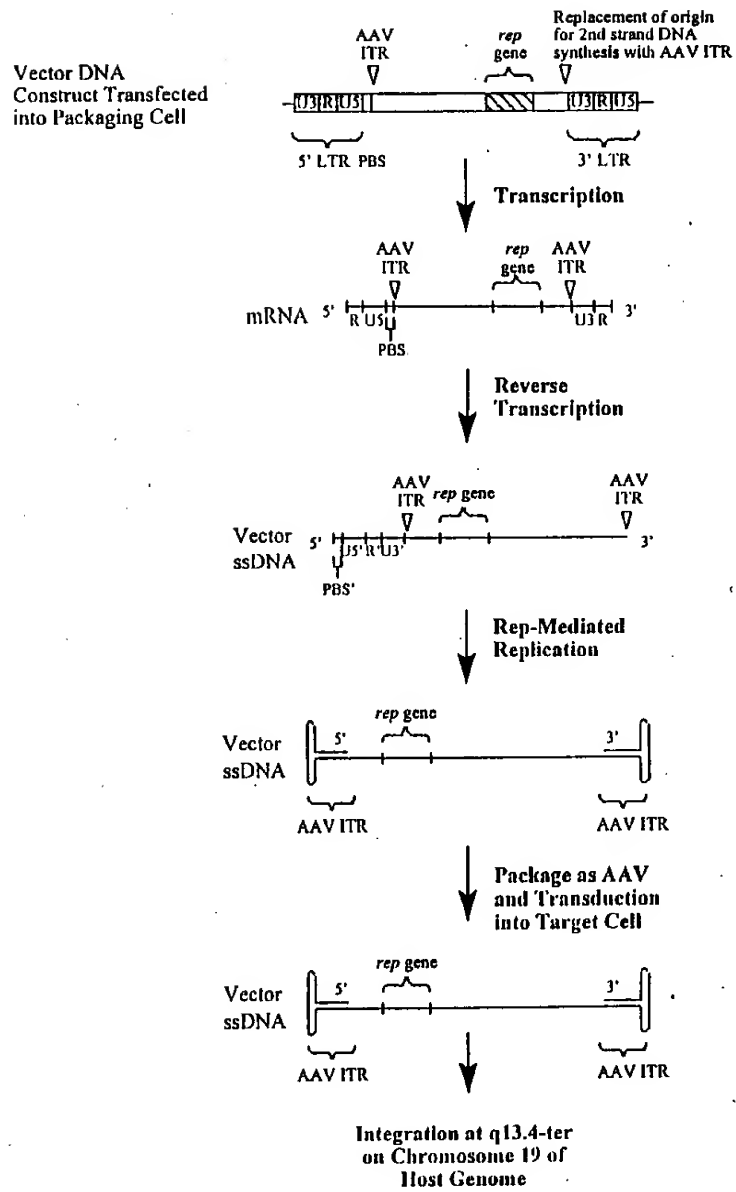 Vector DNA
Construct Transfected
into Packaging Cell
AAV
ITR
rep
gene
Replacement of origin
for 2nd strand DNA
synthesis with AAV ITR
U3 R U5
U3 R U5
5' LTR PBS
3' LTR
Transcription
AAV
ITR
rep
gene
AAV
ITR
mRNA
5'
R U5
U3 R
3'
PBS
Reverse
Transcription
AAV
ITR
rep gene
AAV
ITR
Vector
ssDNA
5'
U5' R' U3'
3'
PBS'
Rep-Mediated
Replication
Vector
ssDNA
5'
rep gene
3'
AAV ITR
AAV ITR
Package as AAV
and Transduction
into Target Cell
Vector
ssDNA
5'
rep gene
3'
AAV ITR
AAV ITR
Integration at q13.4-ter
on Chromosome 19 of
Host Genome